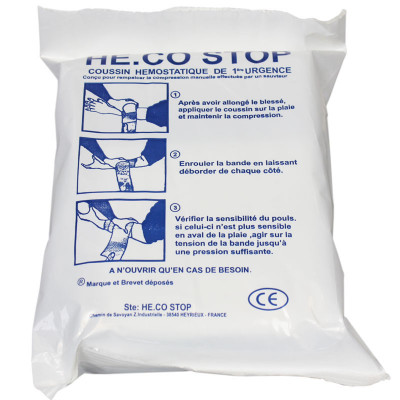 HE.CO STOP
COUSSIN HEMOSTATIQUE DE 1ère URGENCE
Conçu pour remplacer la compression manuelle effectuée par un sauveteur
1
Après avoir allongé le blessé,
appliquer le coussin sur la plaie
et maintenir la compression.
2
Enrouler la bande en laissant
déborder de chaque côté.
3
Vérifier la sensibilité du pouls.
si celui-ci n'est plus sensible
en aval de la plaie ,agir sur la
tension de la bande jusqu'à
une pression suffisante.
A N'OUVRIR QU'EN CAS DE BESOIN.
® Marque et Brevet déposés
Ste: HE.CO STOP
Chemin de Savoyan Z.Industrielle - 38540 HEYRIEUX - FRANCE
CE